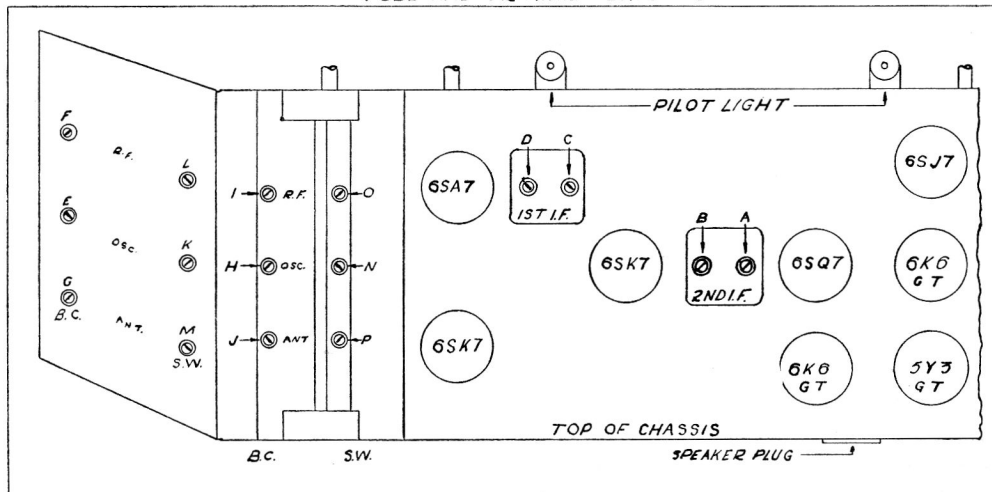 F
R.F.
L
E
OSC.
K
G
B.C.
ANT.
M
S.W.
I R.F. O
H OSC. N
J ANT P
B.C. S.W.
PILOT LIGHT
6SA7
D C
1ST I.F.
6SJ7
6SK7
B A
2ND I.F.
6SQ7
6K6
GT
6SK7
6K6
GT
5Y3
GT
TOP OF CHASSIS
SPEAKER PLUG